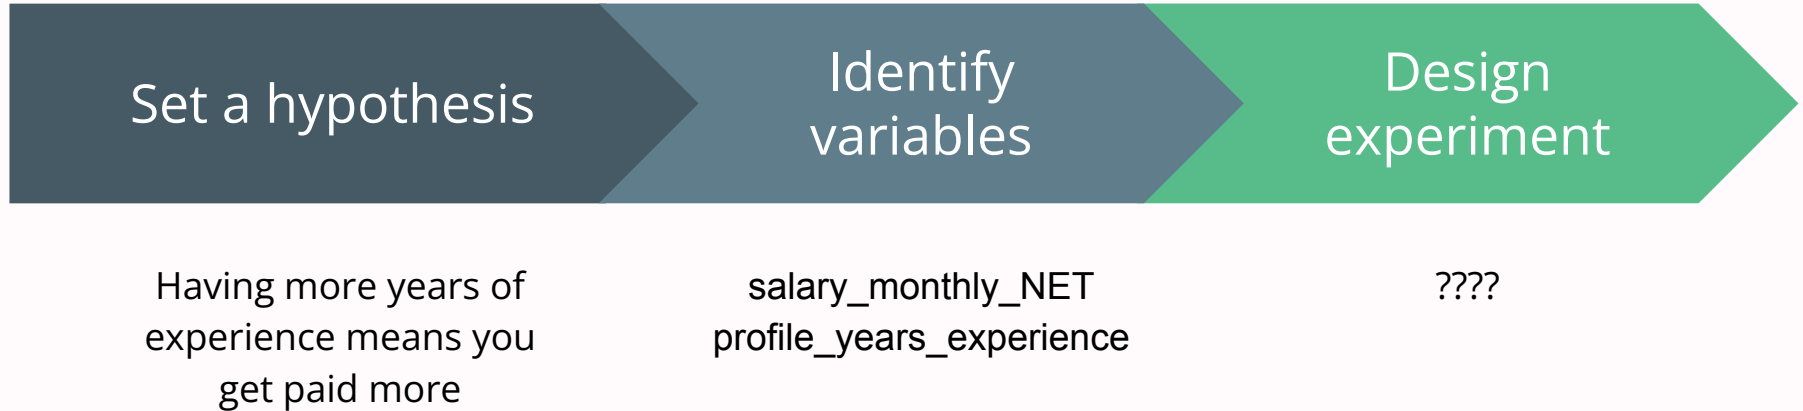 Set a hypothesis
Identify
variables
Design
experiment
Having more years of
experience means you
get paid more
salary_monthly_NET
profile_years_experience
????